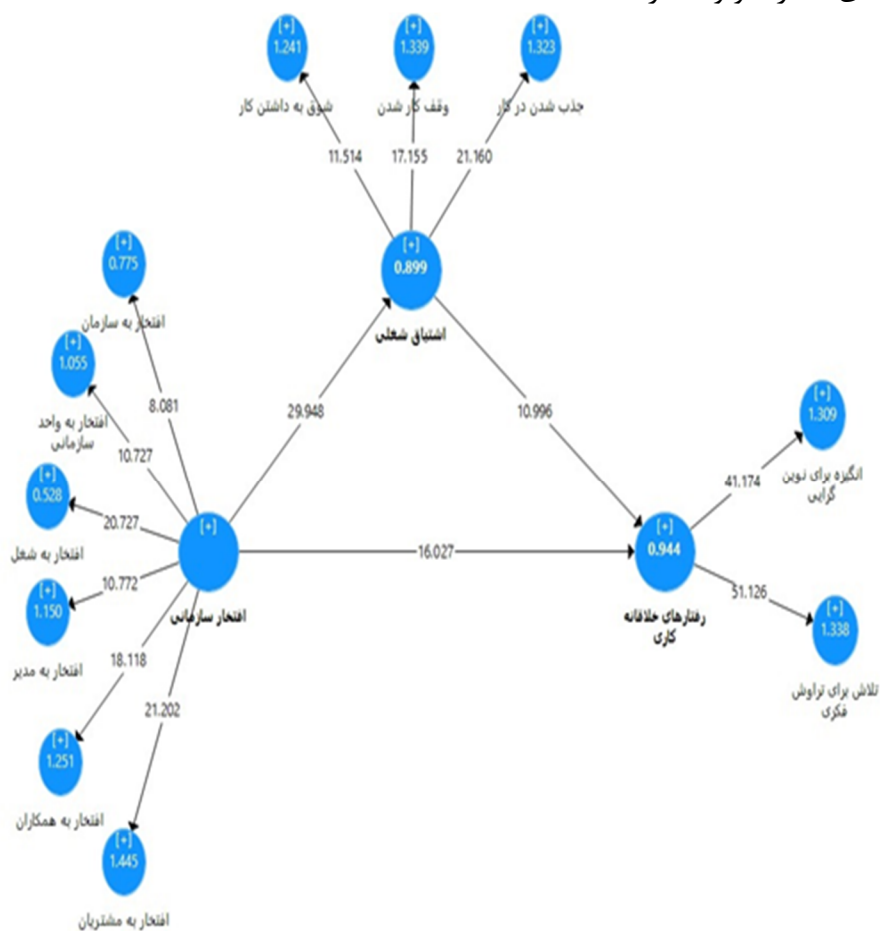 [+]
1.241
شوق به داشتن کار
[+]
1.339
وقف کار شدن
[+]
1.323
جذب شدن در کار
11.514
17.155
21.160
[+]
0.899
اشتیاق شغلی
[+]
0.775
افتخار به سازمان
[+]
1.055
افتخار به واحد
سازمانی
8.081
10.727
29.948
10.996
[+]
1.309
انگیزه برای نوین
گرایی
41.174
[+]
0.528
افتخار به شغل
20.727
[+]
افتخار سازمانی
16.027
[+]
0.944
رفتارهای خلاقانه
کاری
51.126
[+]
1.338
تلاش برای تراوش
فکری
10.772
[+]
1.150
افتخار به مدیر
18.118
21.202
[+]
1.251
افتخار به همکاران
[+]
1.445
افتخار به مشتریان